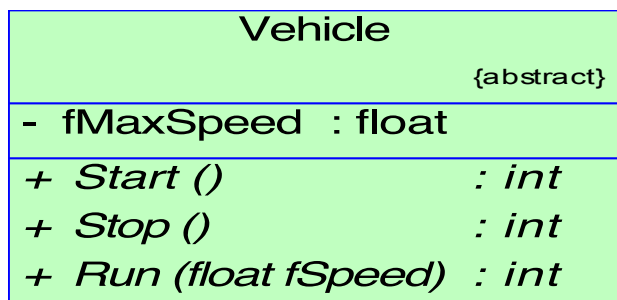 Vehicle
{abstract}
- fMaxSpeed : float
+ Start () : int
+ Stop () : int
+ Run (float fSpeed) : int